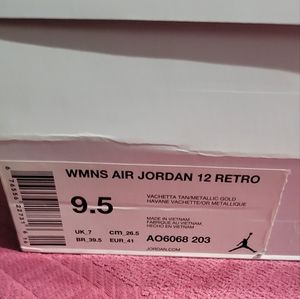 WMNS AIR JORDAN 12 RETRO
9.5
VACHETTA TAN/METALLIC GOLD
HAVANE VACHETTE/OR METALLIQUE
MADE IN VIETNAM
FABRIQUE AU VIETNAM
HECHO EN VIETNAM
UK, 7 cm 26.5
BR, 39.5 EUR, 41
AO6068 203
JORDAN.COM